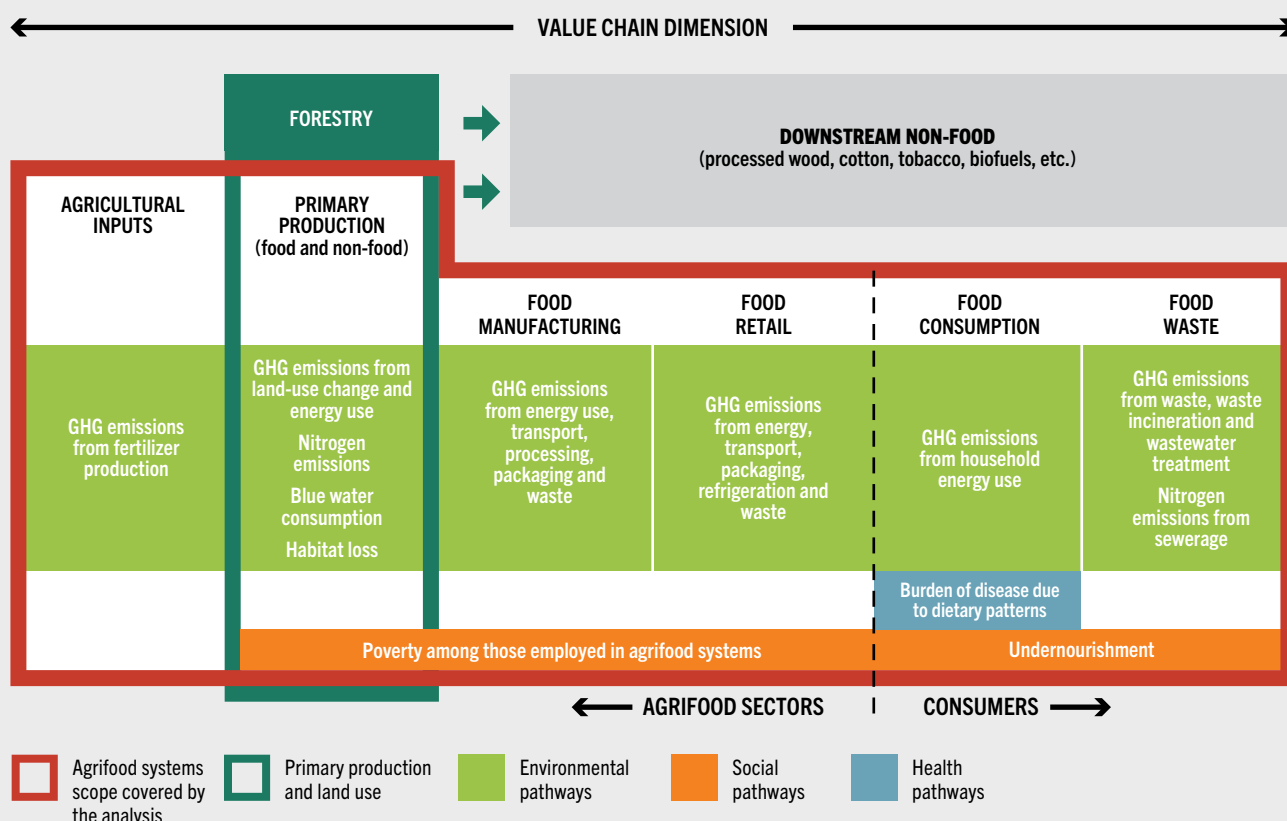 VALUE CHAIN DIMENSION
FORESTRY
DOWNSTREAM NON-FOOD
(processed wood, cotton, tobacco, biofuels, etc.)
AGRICULTURAL
INPUTS
PRIMARY
PRODUCTION
(food and non-food)
FOOD
MANUFACTURING
FOOD
RETAIL
FOOD
CONSUMPTION
FOOD
WASTE
GHG emissions
from fertilizer
production
GHG emissions from
land-use change and
energy use
Nitrogen
emissions
Blue water
consumption
Habitat loss
GHG emissions
from energy use,
transport,
processing,
packaging and
waste
GHG emissions
from energy,
transport,
packaging,
refrigeration and
waste
GHG emissions
from household
energy use
GHG emissions
from waste, waste
incineration and
wastewater
treatment
Nitrogen
emissions from
sewerage
Burden of disease due
to dietary patterns
Poverty among those employed in agrifood systems
Undernourishment
AGRIFOOD SECTORS
CONSUMERS
Agrifood systems
scope covered by
the analysis
Primary production
and land use
Environmental
pathways
Social
pathways
Health
pathways